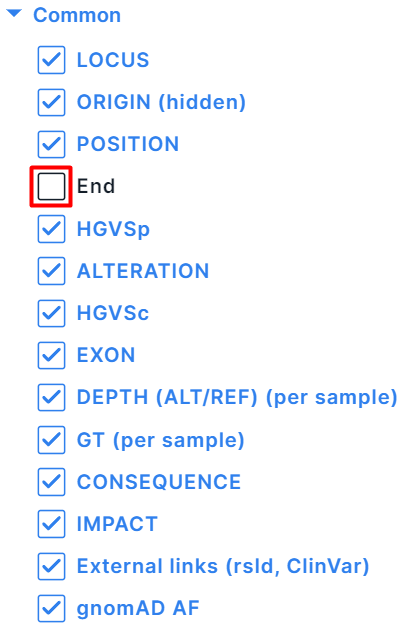 Common
LOCUS
ORIGIN (hidden)
POSITION
End
HGVSp
ALTERATION
HGVSc
EXON
DEPTH (ALT/REF) (per sample)
GT (per sample)
CONSEQUENCE
IMPACT
External links (rsId, ClinVar)
gnomAD AF